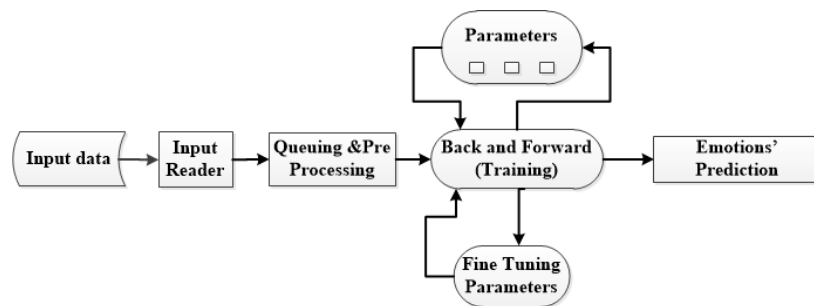 Parameters
Input data
Input
Reader
Queuing &Pre
Processing
Back and Forward
(Training)
Emotions'
Prediction
Fine Tuning
Parameters